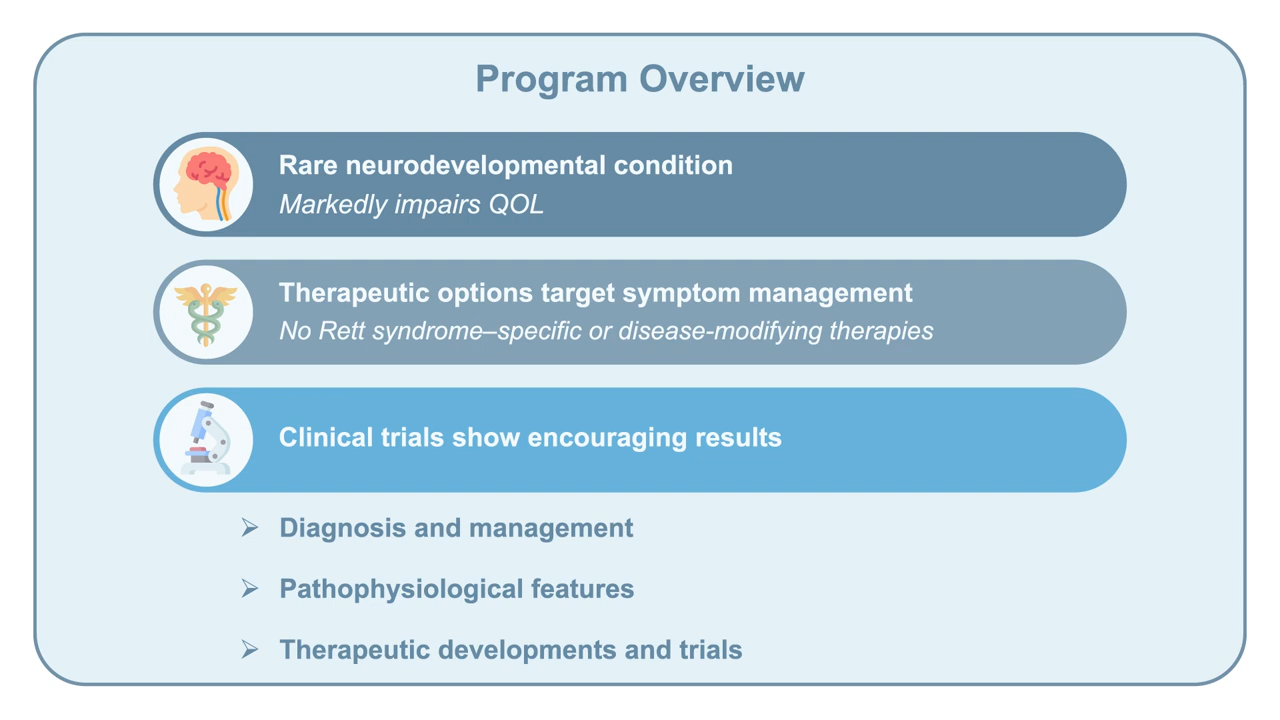 Program Overview
Rare neurodevelopmental condition
Markedly impairs QOL
Therapeutic options target symptom management
No Rett syndrome–specific or disease-modifying therapies
Clinical trials show encouraging results
➢ Diagnosis and management
➢ Pathophysiological features
➢ Therapeutic developments and trials